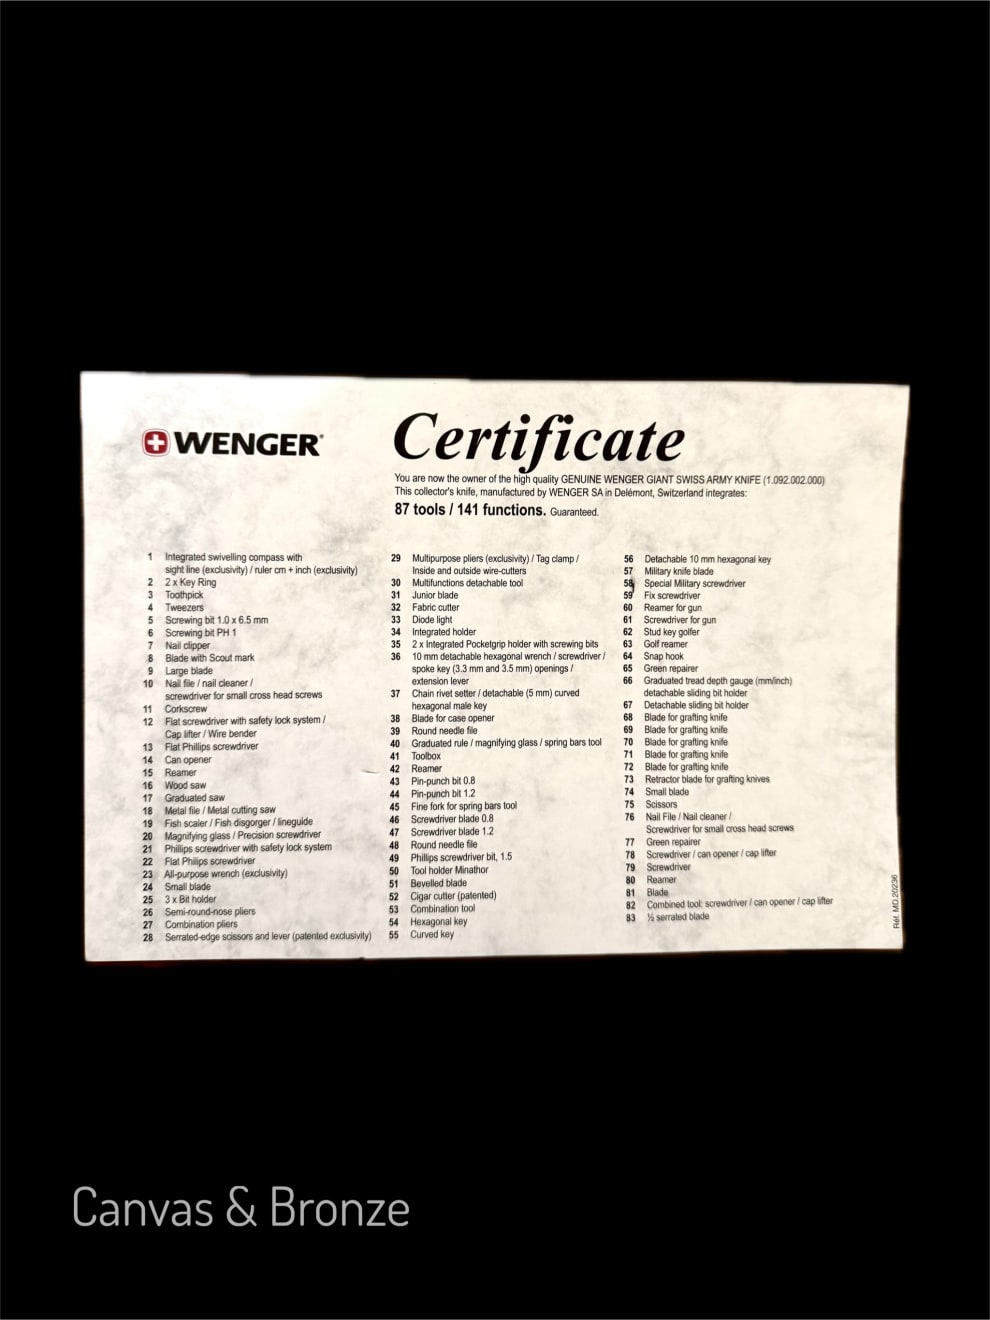 WENGER®
Certificate
You are now the owner of the high quality GENUINE WENGER GIANT SWISS ARMY KNIFE (1.092.002.000)
This collector's knife, manufactured by WENGER SA in Delémont, Switzerland integrates:
87 tools / 141 functions. Guaranteed.
1 Integrated swivelling compass with
sight line (exclusivity) / ruler cm + inch (exclusivity)
2 2 x Key Ring
3 Toothpick
4 Tweezers
5 Screwing bit 1.0 x 6.5 mm
6 Screwing bit PH 1
7 Nail clipper
8 Blade with Scout mark
9 Large blade
10 Nail file / nail cleaner /
screwdriver for small cross head screws
11 Corkscrew
12 Flat screwdriver with safety lock system /
Cap lifter / Wire bender
13 Flat Phillips screwdriver
14 Can opener
15 Reamer
16 Wood saw
17 Graduated saw
18 Metal file / Metal cutting saw
19 Fish scaler / Fish disgorger / lineguide
20 Magnifying glass / Precision screwdriver
21 Phillips screwdriver with safety lock system
22 Flat Philips screwdriver
23 All-purpose wrench (exclusivity)
24 Small blade
25 3 x Bit holder
26 Semi-round-nose pliers
27 Combination pliers
28 Serrated-edge scissors and lever (patented exclusivity)
29 Multipurpose pliers (exclusivity) / Tag clamp /
Inside and outside wire-cutters
30 Multifunctions detachable tool
31 Junior blade
32 Fabric cutter
33 Diode light
34 Integrated holder
35 2 x Integrated Pocketgrip holder with screwing bits
36 10 mm detachable hexagonal wrench / screwdriver /
spoke key (3.3 mm and 3.5 mm) openings /
extension lever
37 Chain rivet setter / detachable (5 mm) curved
hexagonal male key
38 Blade for case opener
39 Round needle file
40 Graduated rule / magnifying glass / spring bars tool
41 Toolbox
42 Reamer
43 Pin-punch bit 0.8
44 Pin-punch bit 1.2
45 Fine fork for spring bars tool
46 Screwdriver blade 0.8
47 Screwdriver blade 1.2
48 Round needle file
49 Phillips screwdriver bit, 1.5
50 Tool holder Minathor
51 Bevelled blade
52 Cigar cutter (patented)
53 Combination tool
54 Hexagonal key
55 Curved key
56 Detachable 10 mm hexagonal key
57 Military knife blade
58 Special Military screwdriver
59 Fix screwdriver
60 Reamer for gun
61 Screwdriver for gun
62 Stud key golfer
63 Golf reamer
64 Snap hook
65 Green repairer
66 Graduated tread depth gauge (mm/inch)
detachable sliding bit holder
67 Detachable sliding bit holder
68 Blade for grafting knife
69 Blade for grafting knife
70 Blade for grafting knife
71 Blade for grafting knife
72 Blade for grafting knife
73 Retractor blade for grafting knives
74 Small blade
75 Scissors
76 Nail File / Nail cleaner /
Screwdriver for small cross head screws
77 Green repairer
78 Screwdriver / can opener / cap lifter
79 Screwdriver
80 Reamer
81 Blade
82 Combined tool: screwdriver / can opener / cap lifter
83 ½ serrated blade
Réf. MD.20236
Canvas & Bronze